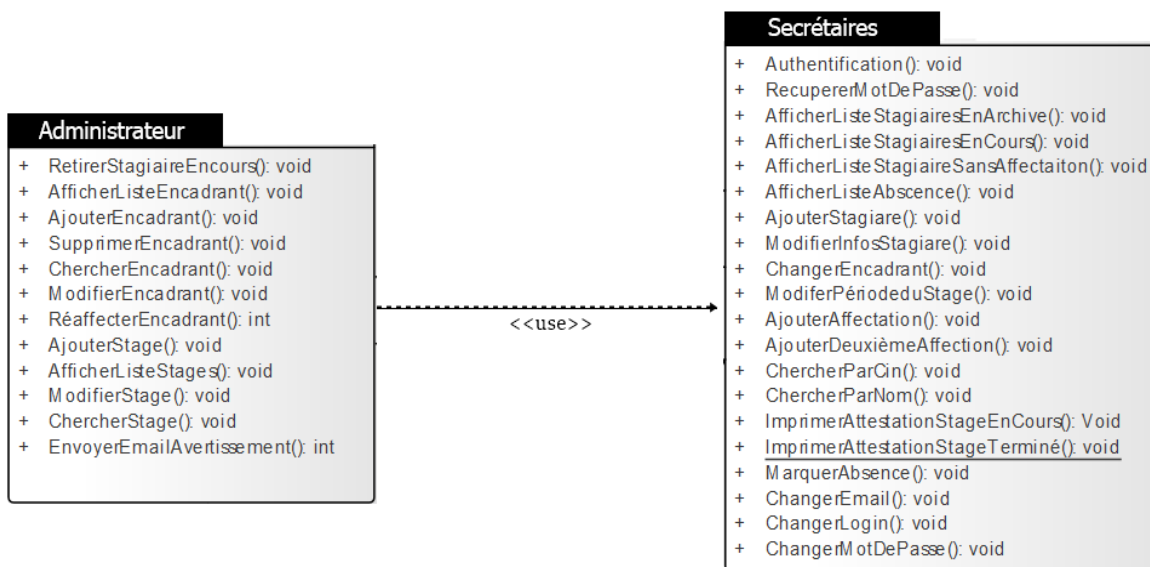 Administrateur
+ RetirerStagiaireEncours(): void
+ AfficherListeEncadrant(): void
+ AjouterEncadrant(): void
+ SupprimerEncadrant(): void
+ ChercherEncadrant(): void
+ ModifierEncadrant(): void
+ RéaffecterEncadrant(): int
+ AjouterStage(): void
+ AfficherListeStages(): void
+ ModifierStage(): void
+ ChercherStage(): void
+ EnvoyerEmailAvertissement(): int
<<use>>
Secrétaires
+ Authentification(): void
+ RecupererMotDePasse(): void
+ AfficherListeStagiairesEnArchive(): void
+ AfficherListeStagiairesEnCours(): void
+ AfficherListeStagiaireSansAffectaiton(): void
+ AfficherListeAbscence(): void
+ AjouterStagiare(): void
+ ModifierInfosStagiare(): void
+ ChangerEncadrant(): void
+ ModiferPériodeduStage(): void
+ AjouterAffectation(): void
+ AjouterDeuxièmeAffection(): void
+ ChercherParCin(): void
+ ChercherParNom(): void
+ ImprimerAttestationStageEnCours(): Void
+ ImprimerAttestationStageTerminé(): void
+ MarquerAbsence(): void
+ ChangerEmail(): void
+ ChangerLogin(): void
+ ChangerMotDePasse(): void